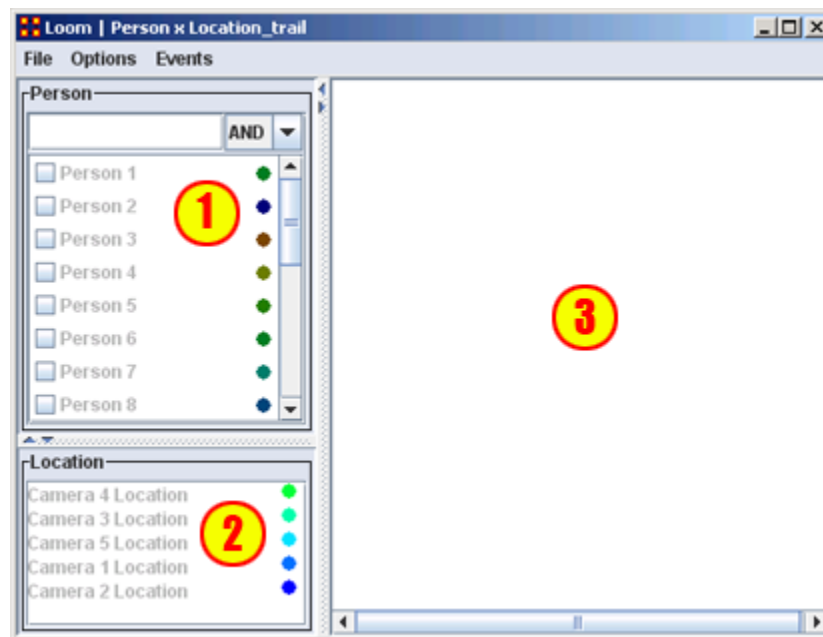 Loom | Person x Location_trail
File Options Events
Person
AND
Person 1
Person 2
Person 3
Person 4
Person 5
Person 6
Person 7
Person 8
1
Location
Camera 4 Location
Camera 3 Location
Camera 5 Location
Camera 1 Location
Camera 2 Location
2
3